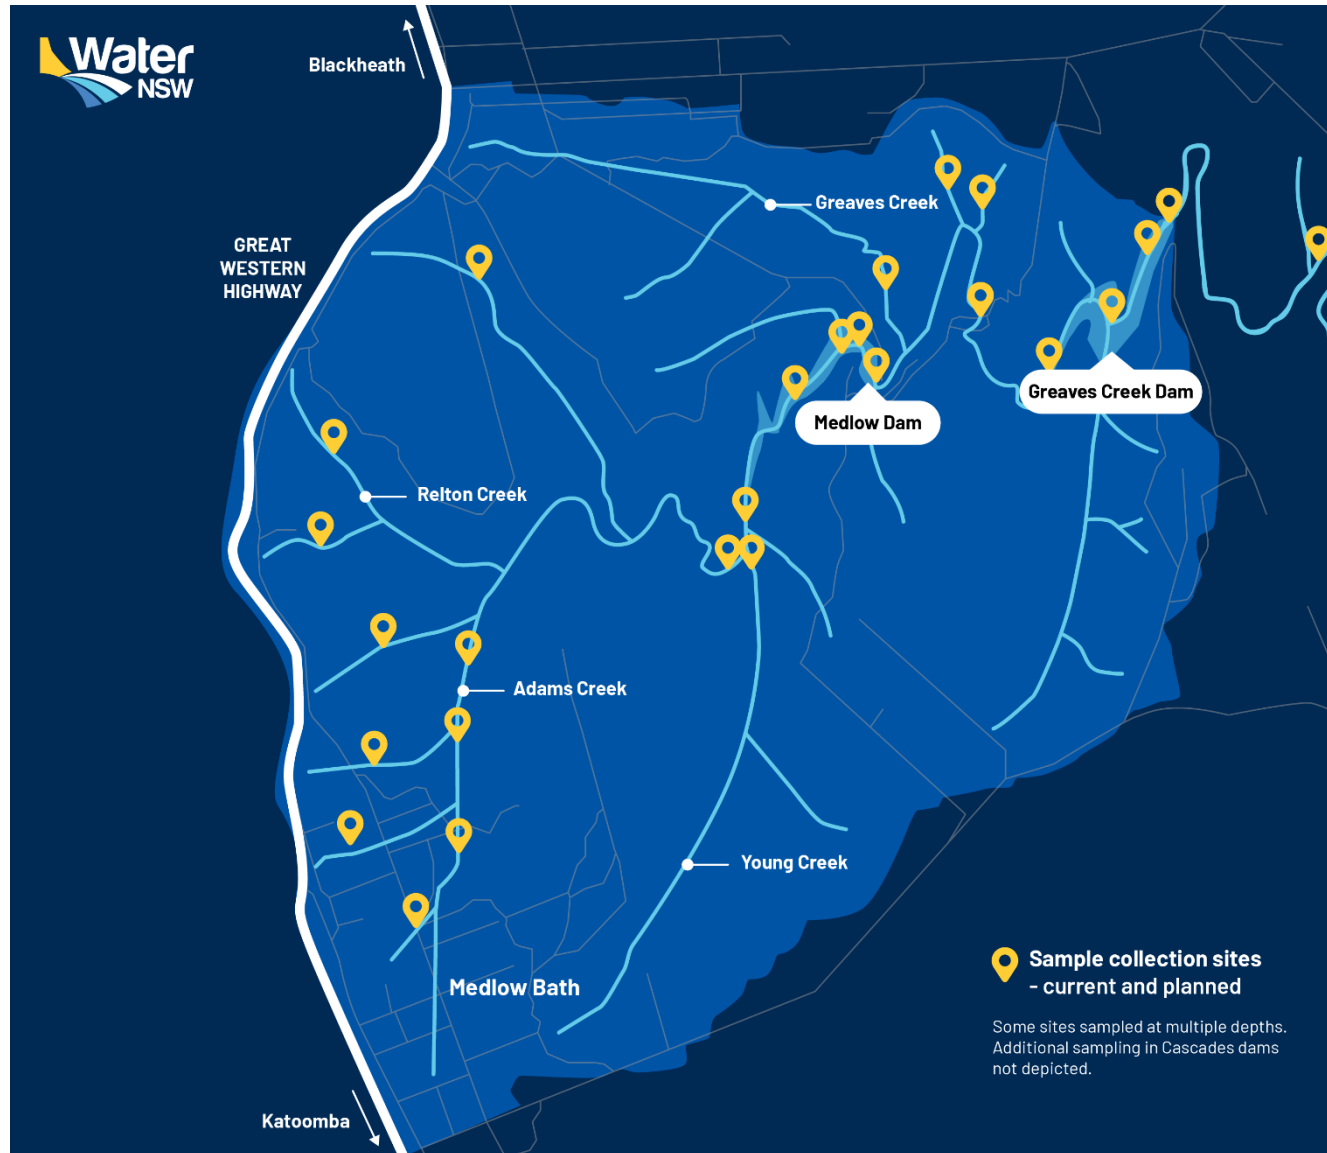 Water
NSW
Blackheath
GREAT
WESTERN
HIGHWAY
Greaves Creek
Greaves Creek Dam
Medlow Dam
Relton Creek
Adams Creek
Young Creek
Medlow Bath
Katoomba
Sample collection sites
- current and planned
Some sites sampled at multiple depths.
Additional sampling in Cascades dams
not depicted.